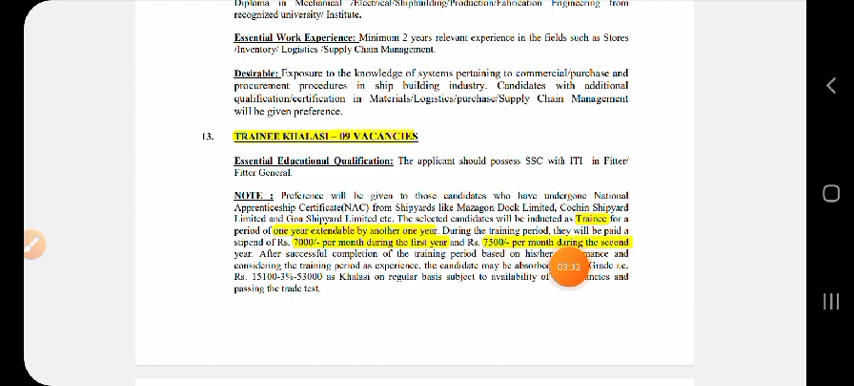 Diploma in Mechanical /Electrical/Shipbuilding/Production/Fabrication Engineering from
recognized university/ Institute.
Essential Work Experience: Minimum 2 years relevant experience in the fields such as Stores
/Inventory/ Logistics /Supply Chain Management.
Desirable: Exposure to the knowledge of systems pertaining to commercial/purchase and
procurement procedures in ship building industry. Candidates with additional
qualification/certification in Materials/Logistics/purchase/Supply Chain Management
will be given preference.
13. TRAINEE KHALASI – 09 VACANCIES
Essential Educational Qualification: The applicant should possess SSC with ITI in Fitter/
Fitter General.
NOTE : Preference will be given to those candidates who have undergone National
Apprenticeship Certificate(NAC) from Shipyards like Mazagon Dock Limited, Cochin Shipyard
Limited and Goa Shipyard Limited etc. The selected candidates will be inducted as Trainee for a
period of one year extendable by another one year. During the training period, they will be paid a
stipend of Rs. 7000/- per month during the first year and Rs. 7500/- per month during the second
year. After successful completion of the training period based on his/her mance and
considering the training period as experience, the candidate may be absorbed Grade i.e.
Rs. 15100-3%-53000 as Khalasi on regular basis subject to availability of ancies and
passing the trade test.
03:32